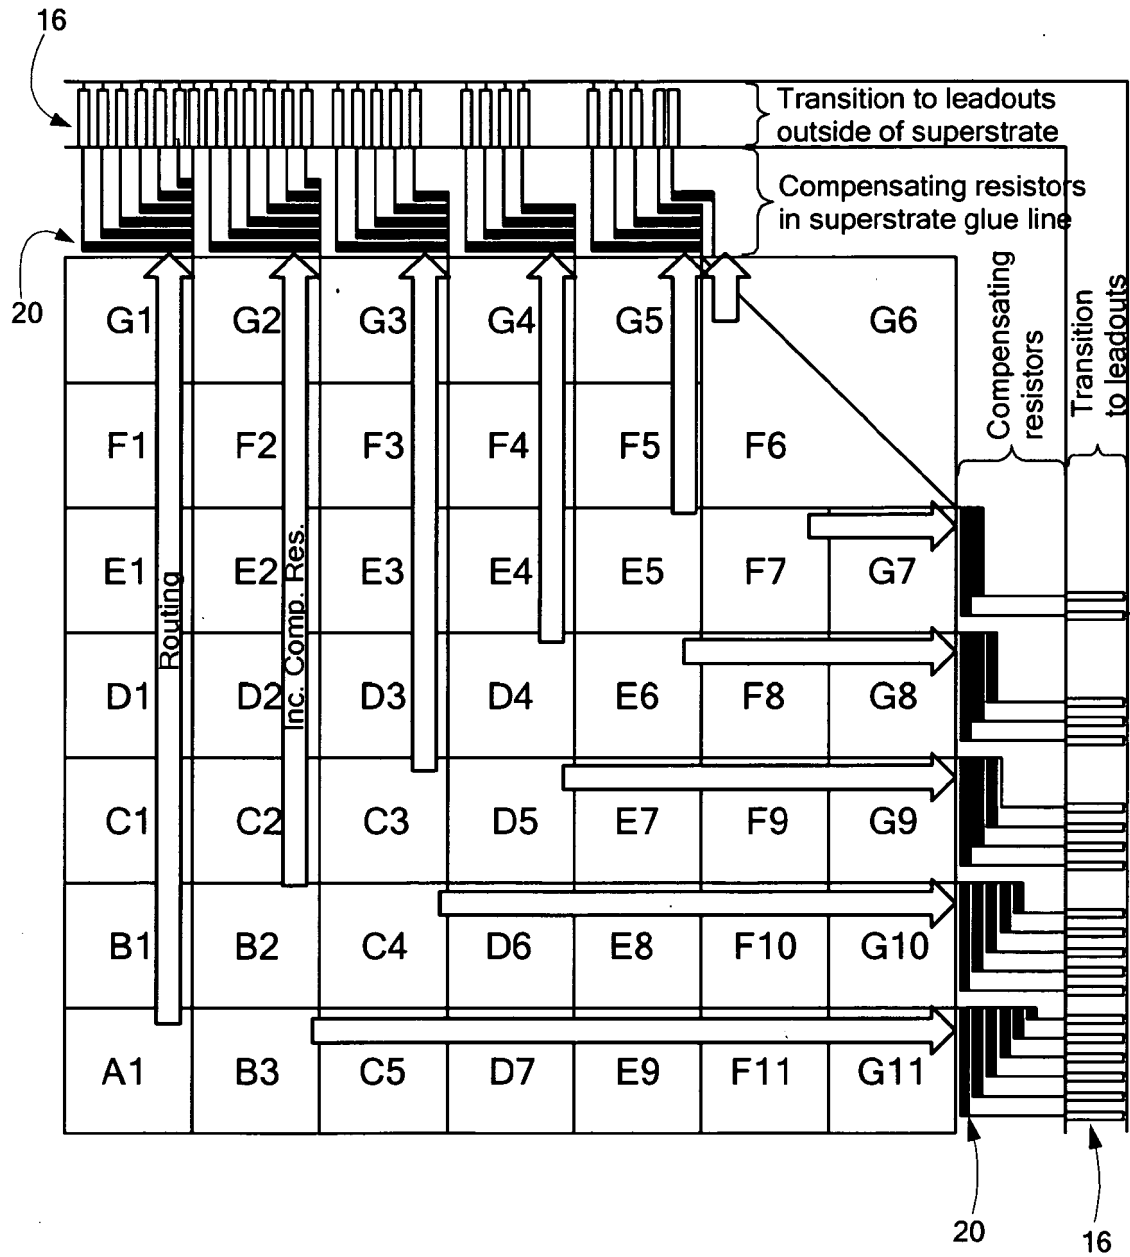 16
Transition to leadouts
outside of superstrate
Compensating resistors
in superstrate glue line
20
Compensating
resistors
Transition
to leadouts
G1 G2 G3 G4 G5 G6
F1 F2 F3 F4 F5 F6
E1 E2 E3 E4 E5 F7 G7
Routing
Inc. Comp. Res.
D1 D2 D3 D4 E6 F8 G8
C1 C2 C3 D5 E7 F9 G9
B1 B2 C4 D6 E8 F10 G10
A1 B3 C5 D7 E9 F11 G11
20
16